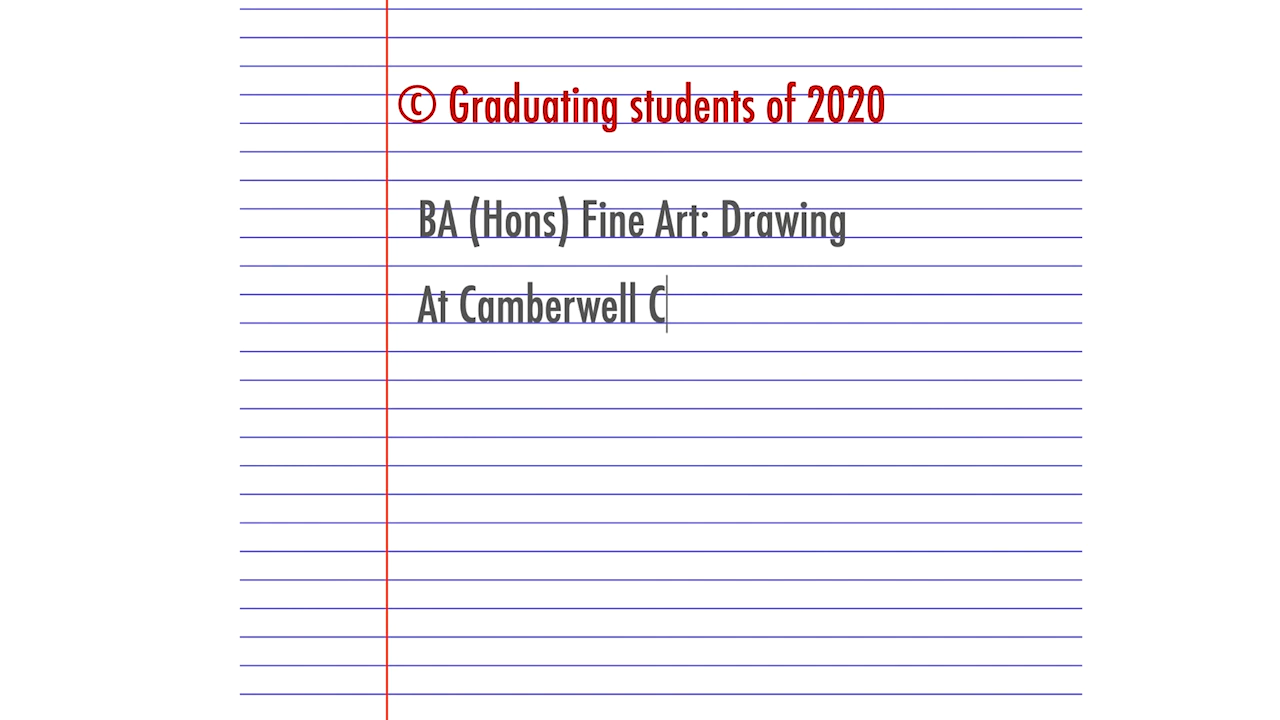 © Graduating students of 2020
BA (Hons) Fine Art: Drawing
At Camberwell C